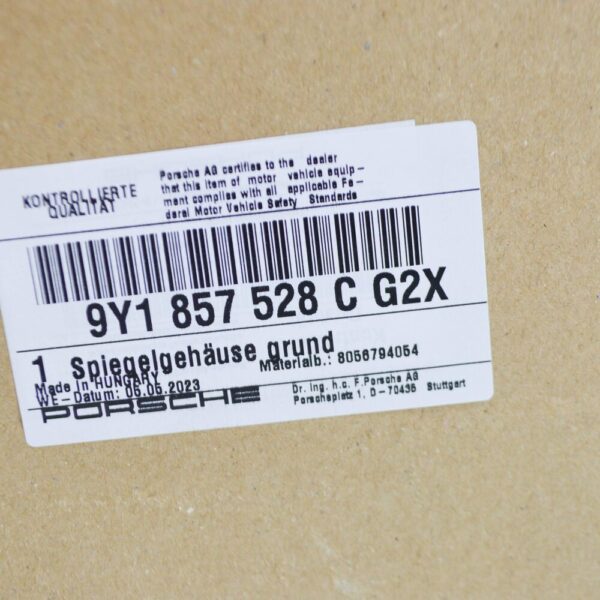 KONTROLLIERTE
QUALITÄT
Porsche AG certifies to the dealer
that this item of motor vehicle equip-
ment complies with all applicable Fe-
deral Motor Vehicle Safety Standards
9Y1 857 528 C G2X
1 Spiegelgehäuse grund
Materialb.: 8056794054
Made in HUNGARY
WE-Datum: 05.05.2023
PORSCHE
Dr. Ing. h.c. F.Porsche AG
Porscheplatz 1, D-70435 Stuttgart